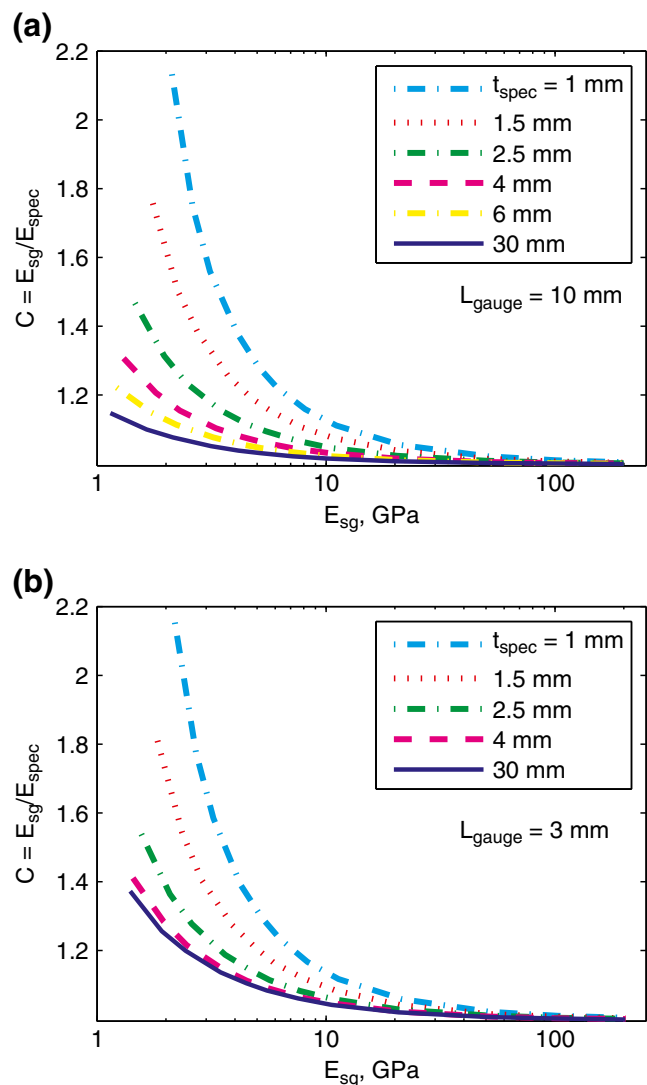 (a)
2.2
2
1.8
1.6
1.4
1.2
C = E_sg/E_spec
t_spec = 1 mm
1.5 mm
2.5 mm
4 mm
6 mm
30 mm
L_gauge = 10 mm
1
10
100
E_sg, GPa
(b)
2.2
2
1.8
1.6
1.4
1.2
C = E_sg/E_spec
t_spec = 1 mm
1.5 mm
2.5 mm
4 mm
30 mm
L_gauge = 3 mm
1
10
100
E_sg, GPa